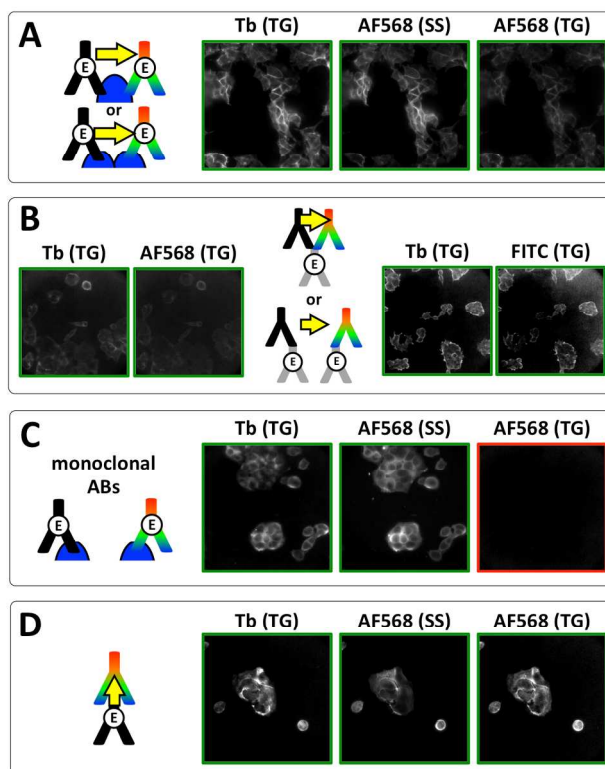 A
Tb (TG) AF568 (SS) AF568 (TG)
E E
or
E E
B
Tb (TG) AF568 (TG)
E
or
E E
Tb (TG) FITC (TG)
C
monoclonal
ABs
E E
Tb (TG) AF568 (SS) AF568 (TG)
D
E
Tb (TG) AF568 (SS) AF568 (TG)